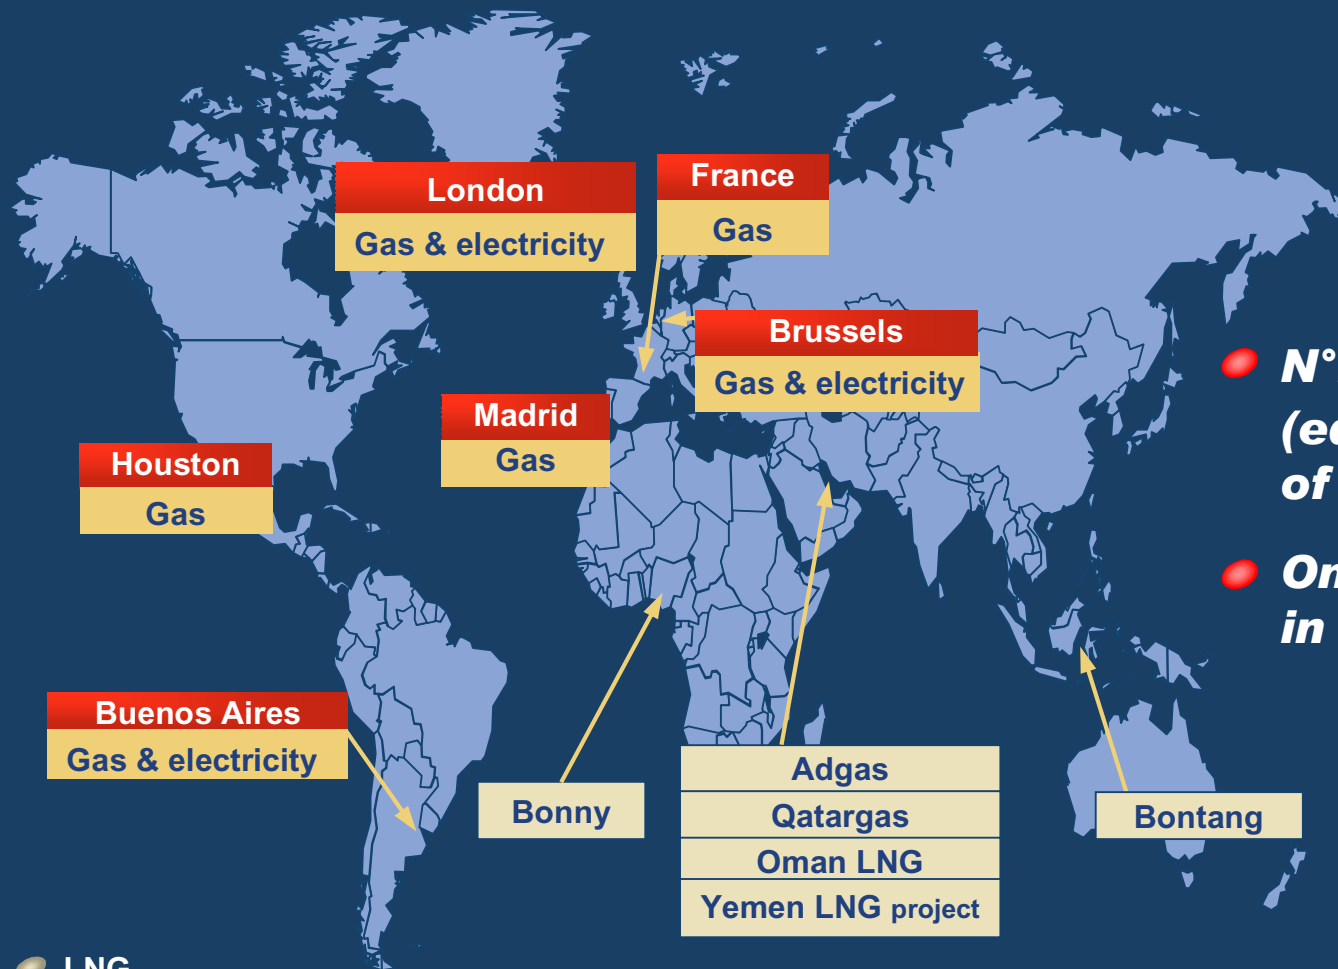 London
Gas & electricity
France
Gas
Brussels
Gas & electricity
Madrid
Gas
Houston
Gas
N°
of
in
Buenos Aires
Gas & electricity
Bonny
Adgas
Qatargas
Oman LNG
Yemen LNG project
Bontang
LNG